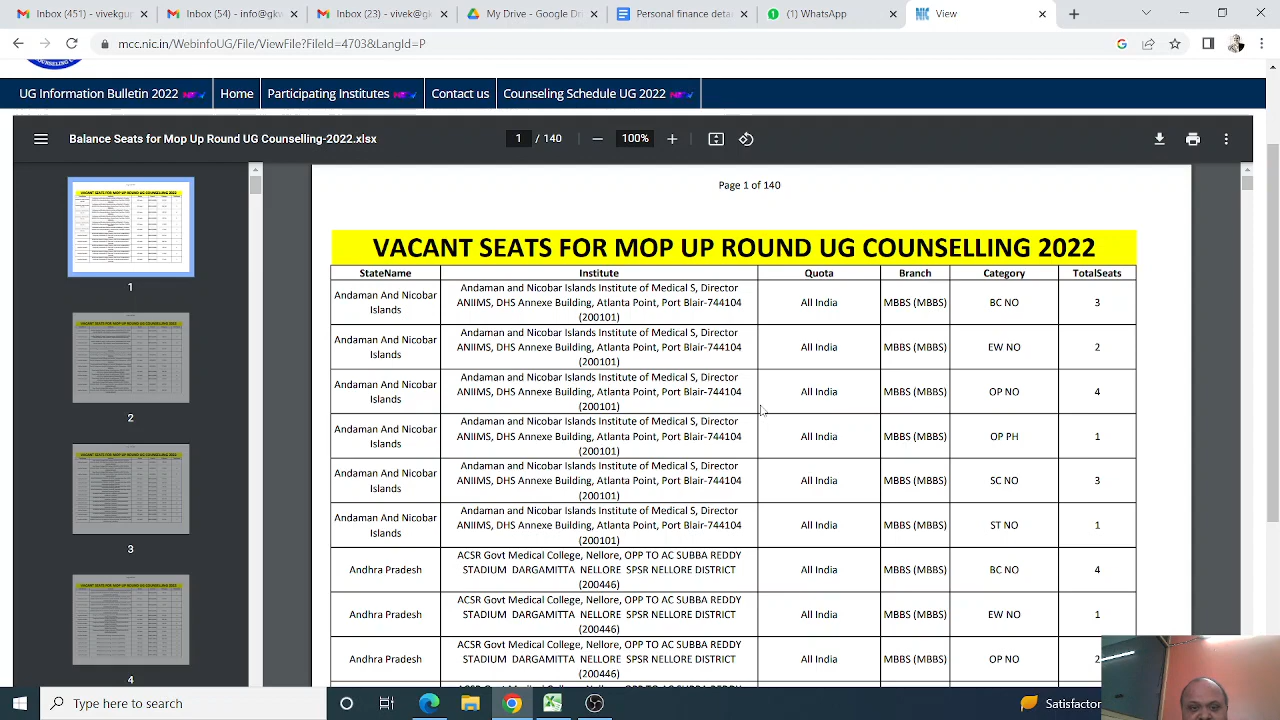 Inbox (451) - vivekgur
Inbox (54) - info@gkw
Inbox (23) - vivek@gk
My Drive - Google Dri
Personal finance deta
(1) WhatsApp
View
mcc.nic.in/WebinfoUG/File/ViewFile?FileId=4703&LangId=P
UG Information Bulletin 2022 NEW
Home
Participating Institutes NEW
Contact us
Counseling Schedule UG 2022 NEW
Balance Seats for Mop Up Round UG Counselling-2022.xlsx
1 / 140
100%
Page 1 of 140
VACANT SEATS FOR MOP UP ROUND UG COUNSELLING 2022
StateName Institute Quota Branch Category TotalSeats
Andaman and Nicobar Islands Institute of Medical S, Director
Andaman And Nicobar Islands ANIIMS, DHS Annexe Building, Atlanta Point, Port Blair-744104 All India MBBS (MBBS) BC NO 3
(200101)
Andaman and Nicobar Islands Institute of Medical S, Director
Andaman And Nicobar Islands ANIIMS, DHS Annexe Building, Atlanta Point, Port Blair-744104 All India MBBS (MBBS) EW NO 2
(200101)
Andaman and Nicobar Islands Institute of Medical S, Director
Andaman And Nicobar Islands ANIIMS, DHS Annexe Building, Atlanta Point, Port Blair-744104 All India MBBS (MBBS) OP NO 4
(200101)
Andaman and Nicobar Islands Institute of Medical S, Director
Andaman And Nicobar Islands ANIIMS, DHS Annexe Building, Atlanta Point, Port Blair-744104 All India MBBS (MBBS) OP PH 1
(200101)
Andaman and Nicobar Islands Institute of Medical S, Director
Andaman And Nicobar Islands ANIIMS, DHS Annexe Building, Atlanta Point, Port Blair-744104 All India MBBS (MBBS) SC NO 3
(200101)
Andaman and Nicobar Islands Institute of Medical S, Director
Andaman And Nicobar Islands ANIIMS, DHS Annexe Building, Atlanta Point, Port Blair-744104 All India MBBS (MBBS) ST NO 1
(200101)
ACSR Govt Medical College, Nellore, OPP TO AC SUBBA REDDY
Andhra Pradesh STADIUM DARGAMITTA NELLORE SPSR NELLORE DISTRICT All India MBBS (MBBS) BC NO 4
(200446)
ACSR Govt Medical College, Nellore, OPP TO AC SUBBA REDDY
Andhra Pradesh STADIUM DARGAMITTA NELLORE SPSR NELLORE DISTRICT All India MBBS (MBBS) EW NO 1
(200446)
ACSR Govt Medical College, Nellore, OPP TO AC SUBBA REDDY
Andhra Pradesh STADIUM DARGAMITTA NELLORE SPSR NELLORE DISTRICT All India MBBS (MBBS) OP NO 2
(200446)
1
2
3
4
Type here to search
Satisfactor